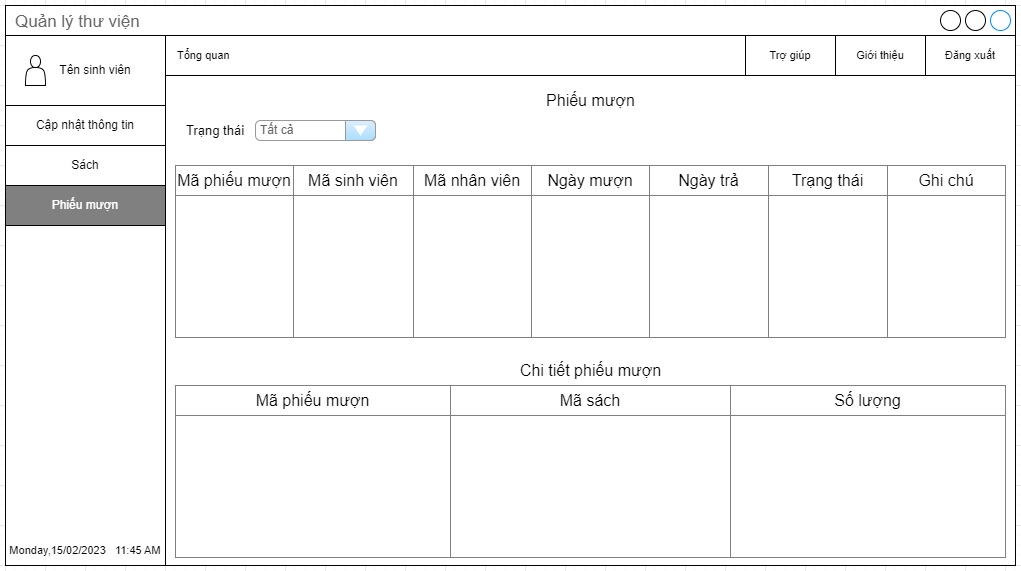 Quản lý thư viện
Tên sinh viên
Tổng quan
Trợ giúp
Giới thiệu
Đăng xuất
Cập nhật thông tin
Sách
Phiếu mượn
Phiếu mượn
Trạng thái
Tất cả
Mã phiếu mượn
Mã sinh viên
Mã nhân viên
Ngày mượn
Ngày trả
Trạng thái
Ghi chú
Chi tiết phiếu mượn
Mã phiếu mượn
Mã sách
Số lượng
Monday,15/02/2023 11:45 AM